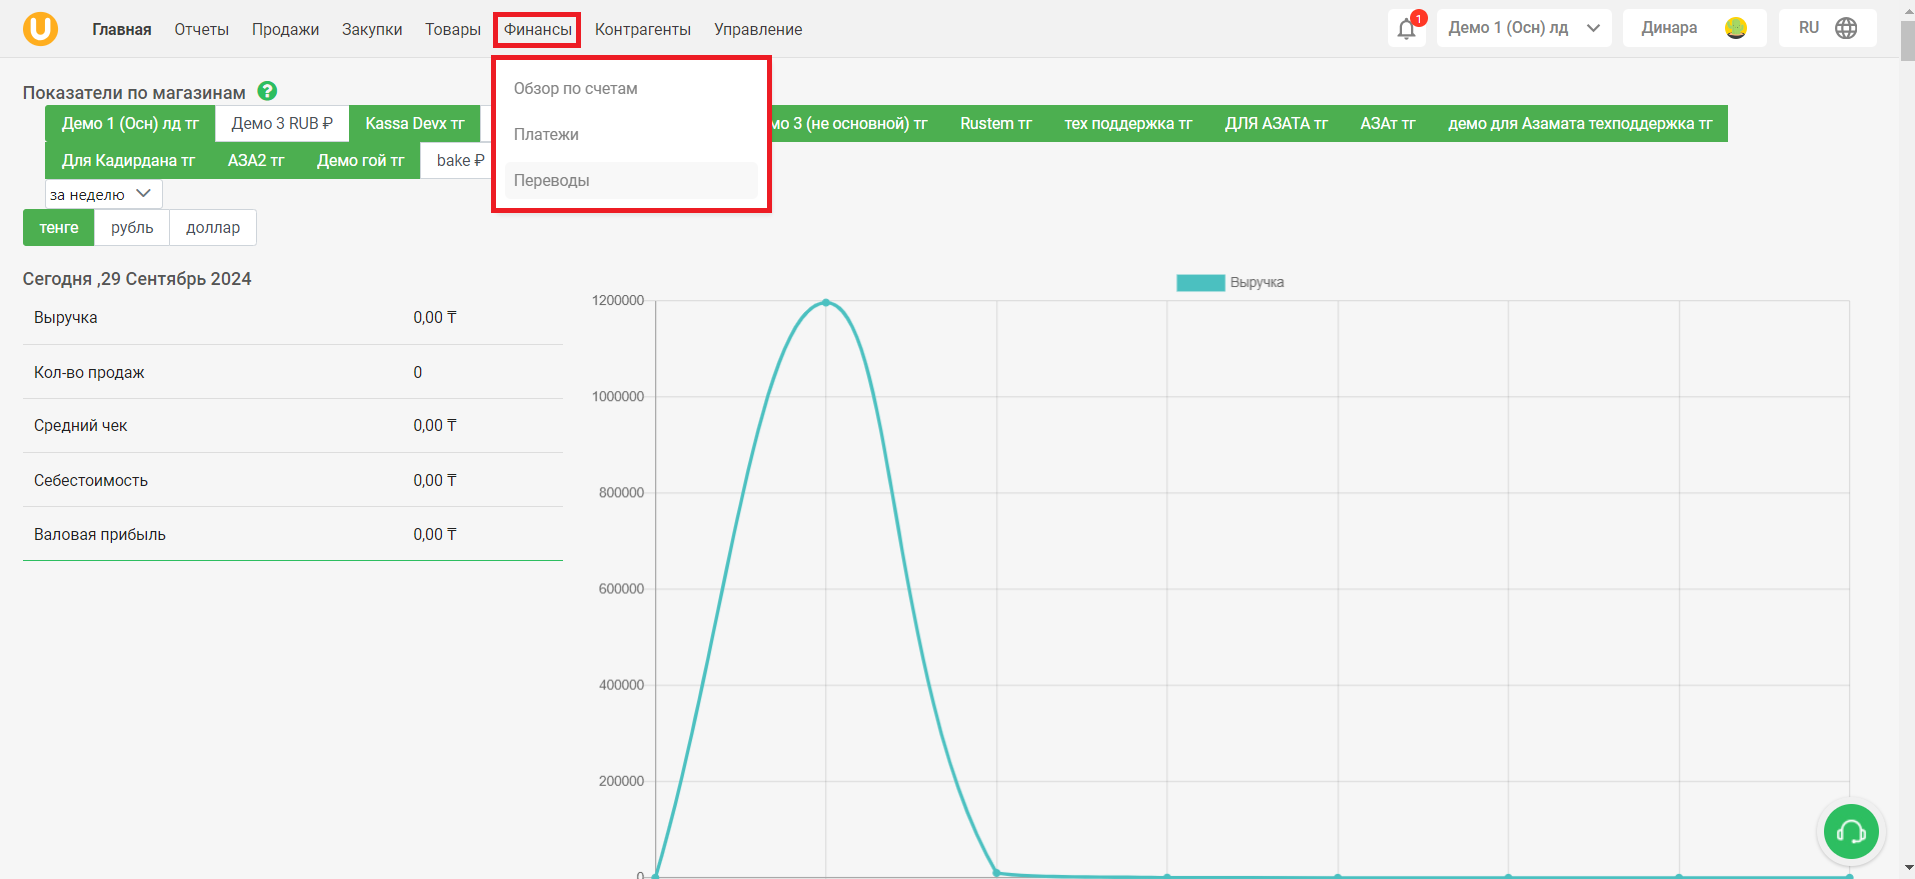 U Главная Отчеты Продажи Закупки Товары Финансы Контрагенты Управление 1 Демо 1 (Осн) лд Динара RU
Обзор по счетам
Платежи
Переводы
Показатели по магазинам ?
Демо 1 (Осн) лд тг Демо 3 RUB ₽ Kassa Devx тг 3 (не основной) тг Rustem тг тех поддержка тг ДЛЯ АЗАТА тг АЗАт тг демо для Азамата техподдержка тг
Для Кадирдана тг АЗА2 тг Демо гой тг bake ₽
за неделю
тенге рубль доллар
Сегодня ,29 Сентябрь 2024
Выручка 0,00 ₸
Кол-во продаж 0
Средний чек 0,00 ₸
Себестоимость 0,00 ₸
Валовая прибыль 0,00 ₸
Выручка
1200000
1000000
800000
600000
400000
200000
0